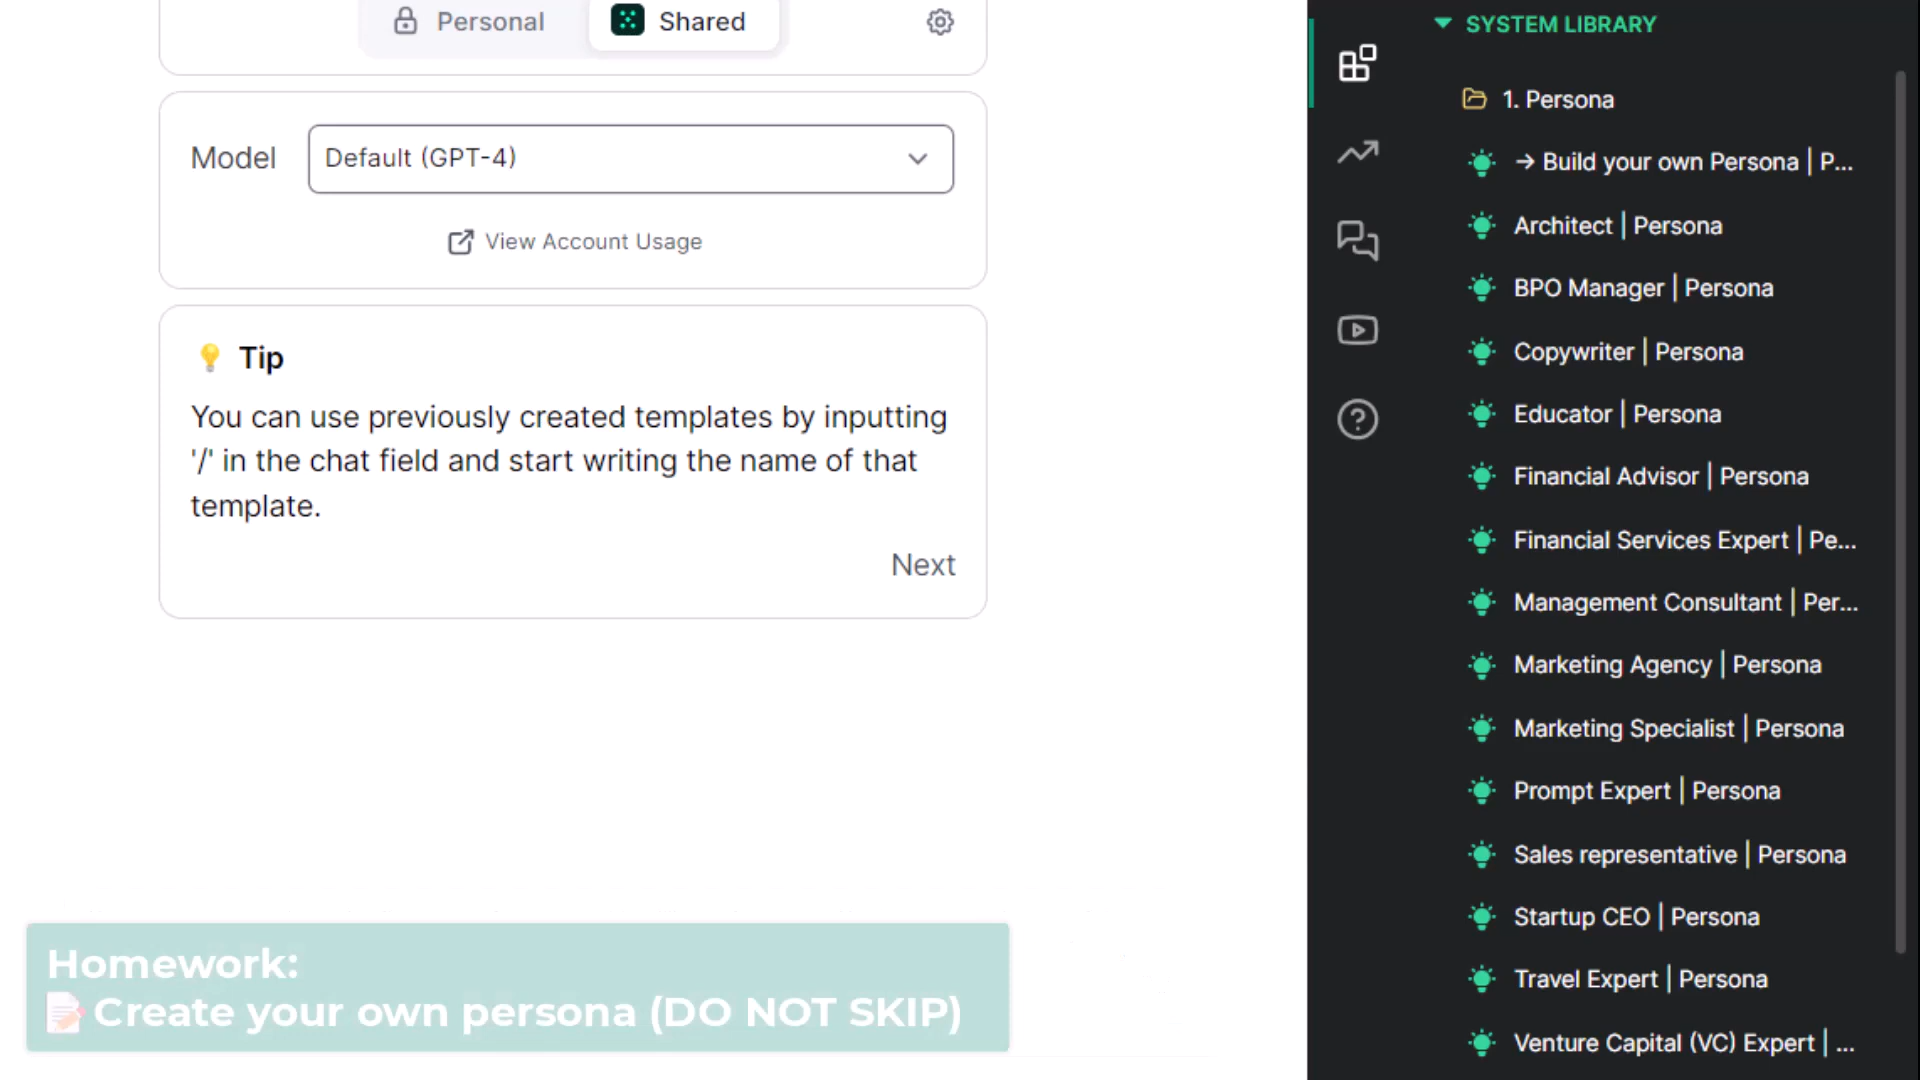 Personal
Shared
Model
Default (GPT-4)
View Account Usage
💡 Tip
You can use previously created templates by inputting
'/' in the chat field and start writing the name of that
template.
Next
Homework:
📝 Create your own persona (DO NOT SKIP)
SYSTEM LIBRARY
1. Persona
→ Build your own Persona | P...
Architect | Persona
BPO Manager | Persona
Copywriter | Persona
Educator | Persona
Financial Advisor | Persona
Financial Services Expert | Pe...
Management Consultant | Per...
Marketing Agency | Persona
Marketing Specialist | Persona
Prompt Expert | Persona
Sales representative | Persona
Startup CEO | Persona
Travel Expert | Persona
Venture Capital (VC) Expert | ...